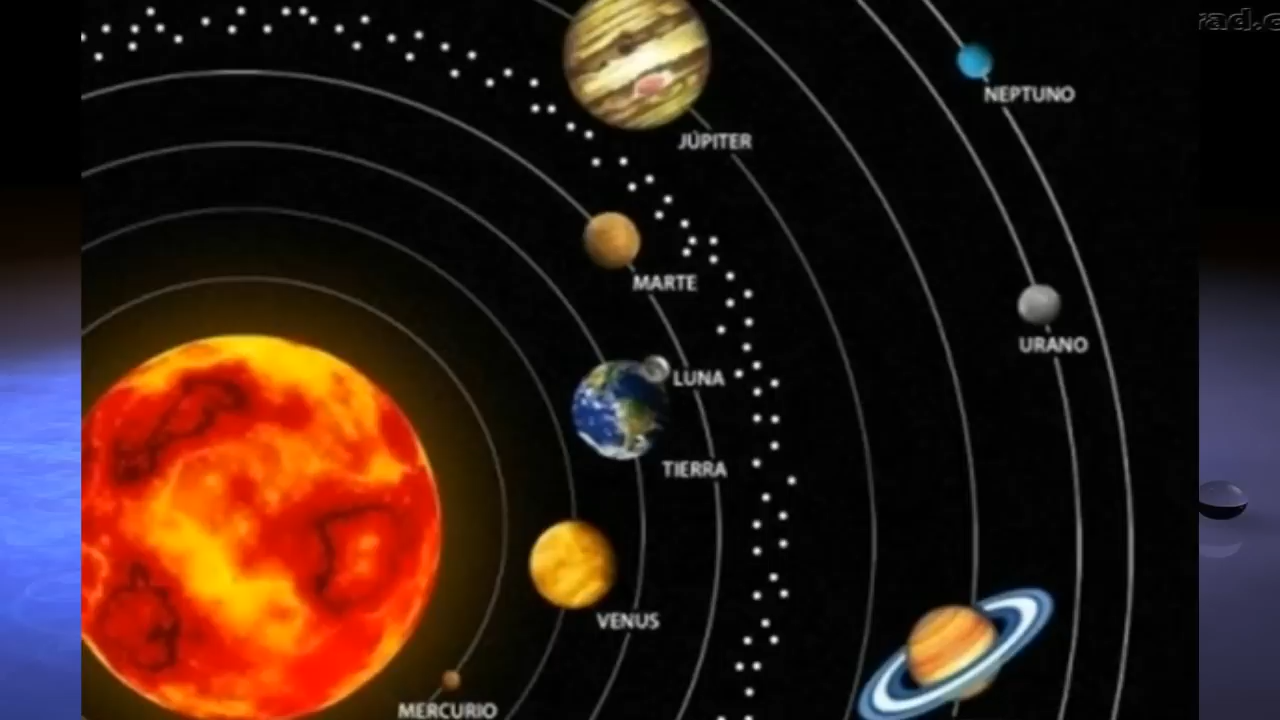 NEPTUNO
JÚPITER
MARTE
URANO
LUNA
TIERRA
VENUS
MERCURIO